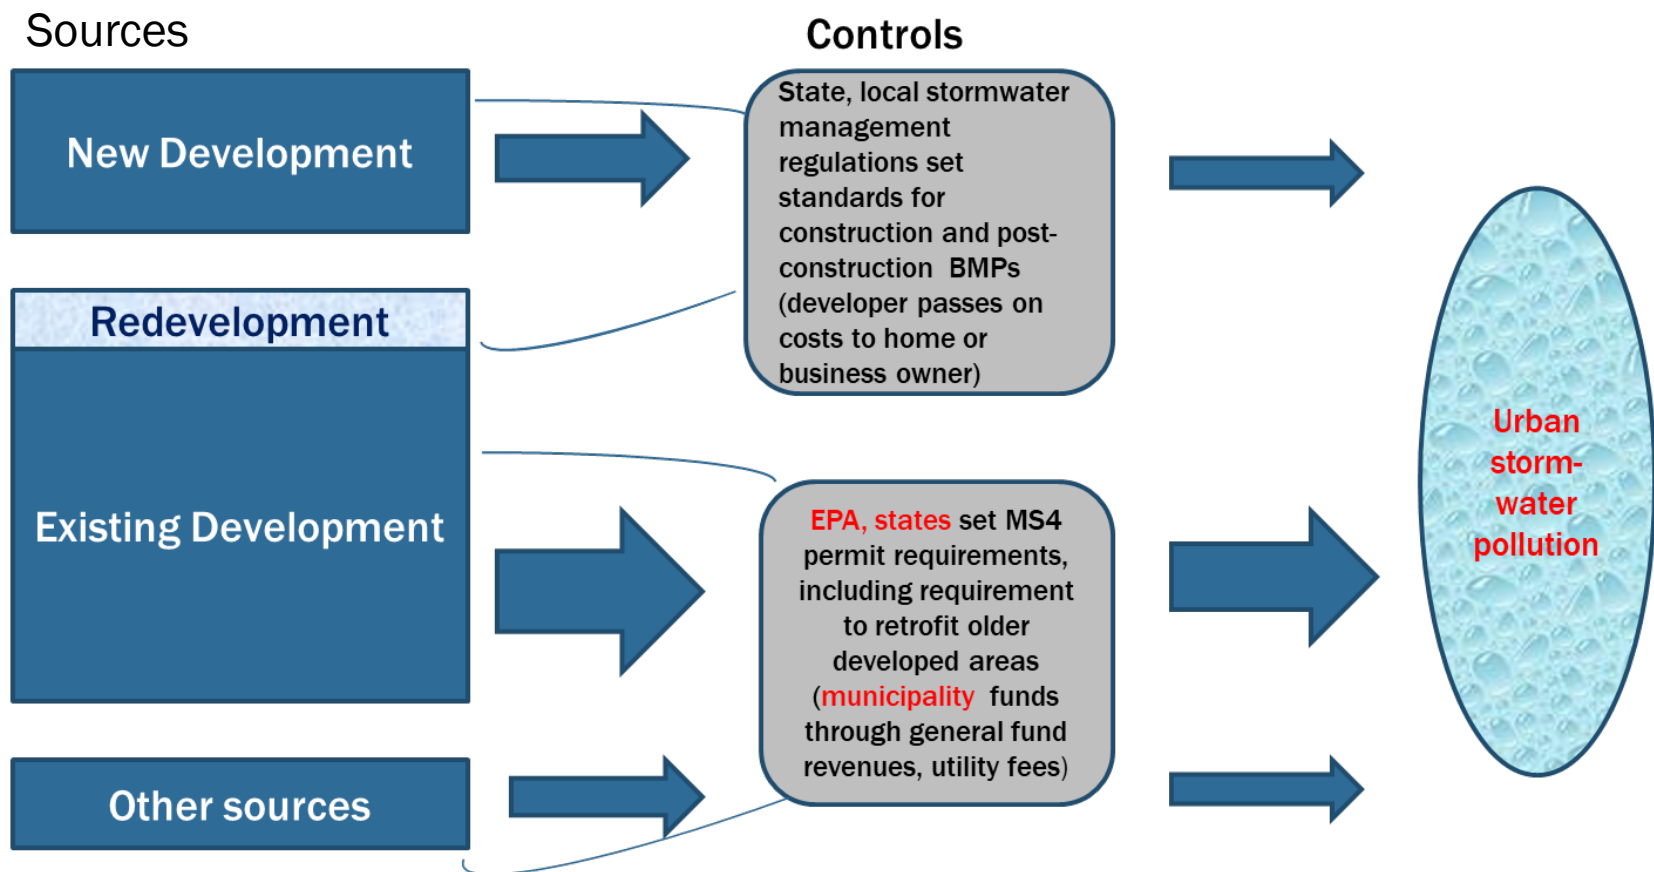 Sources
Controls
New Development
State, local stormwater
management
regulations set
standards for
construction and post-
construction BMPs
(developer passes on
costs to home or
business owner)
Redevelopment
Existing Development
EPA, states set MS4
permit requirements,
including requirement
to retrofit older
developed areas
(municipality funds
through general fund
revenues, utility fees)
Other sources
Urban
storm-
water
pollution